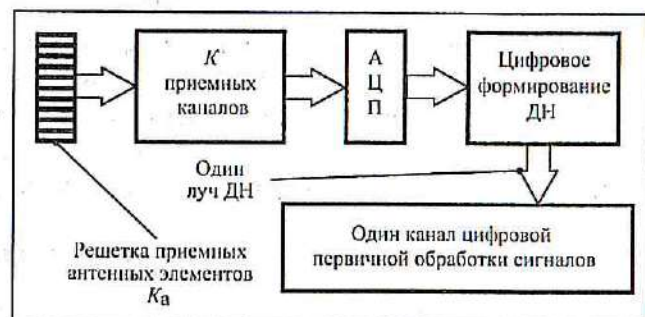 К
приемных
каналов
А
Ц
П
Цифровое
формирование
ДН
Один
луч ДН
Решетка приемных
антенных элементов
Kа
Один канал цифровой
первичной обработки сигналов